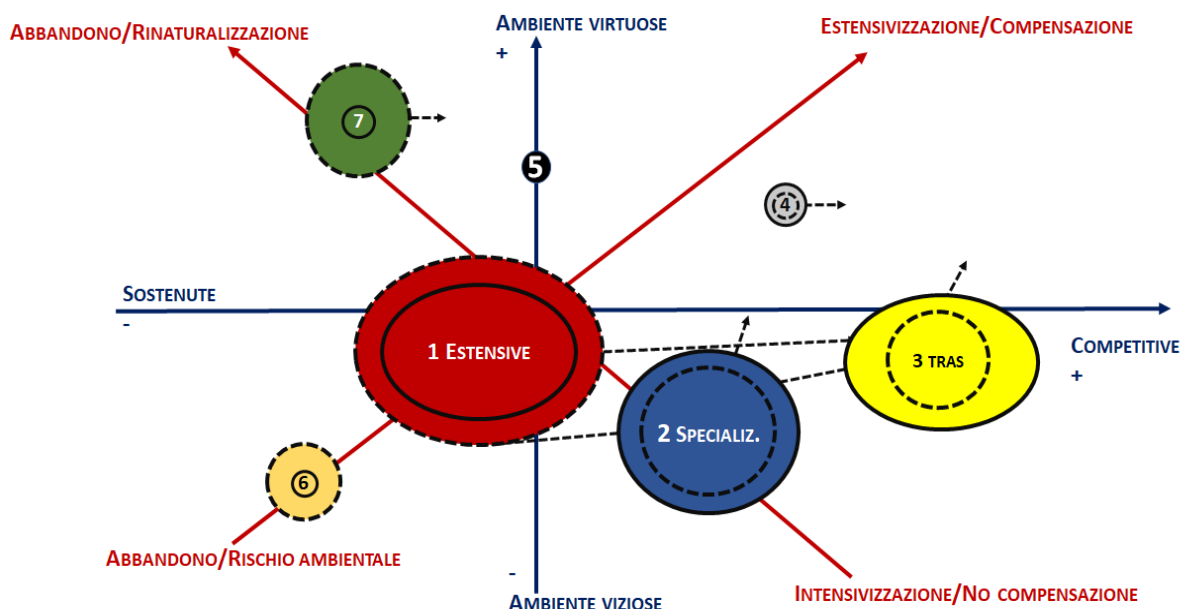 Abbandono/Rinaturalizzazione
Ambiente virtuose
+
Estensivizzazione/Compensazione
7
5
4
Sostenute
-
1 Estensive
3 tras
Competitive
+
2 Specializ.
6
Abbandono/Rischio ambientale
-
Ambiente viziose
Intensivizzazione/No compensazione